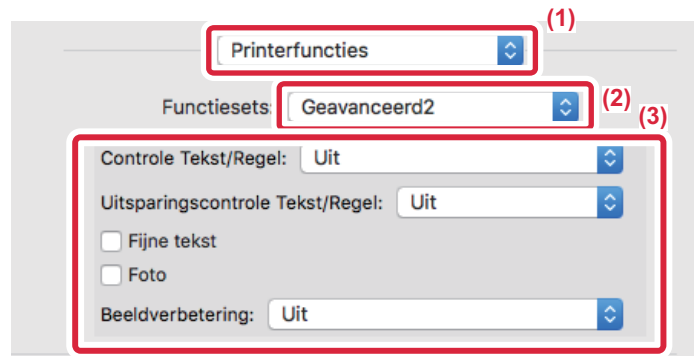 (1)
Printerfuncties
Functiesets: Geavanceerd2 (2)
(3)
Controle Tekst/Regel: Uit
Uitsparingscontrole Tekst/Regel: Uit
Fijne tekst
Foto
Beeldverbetering: Uit